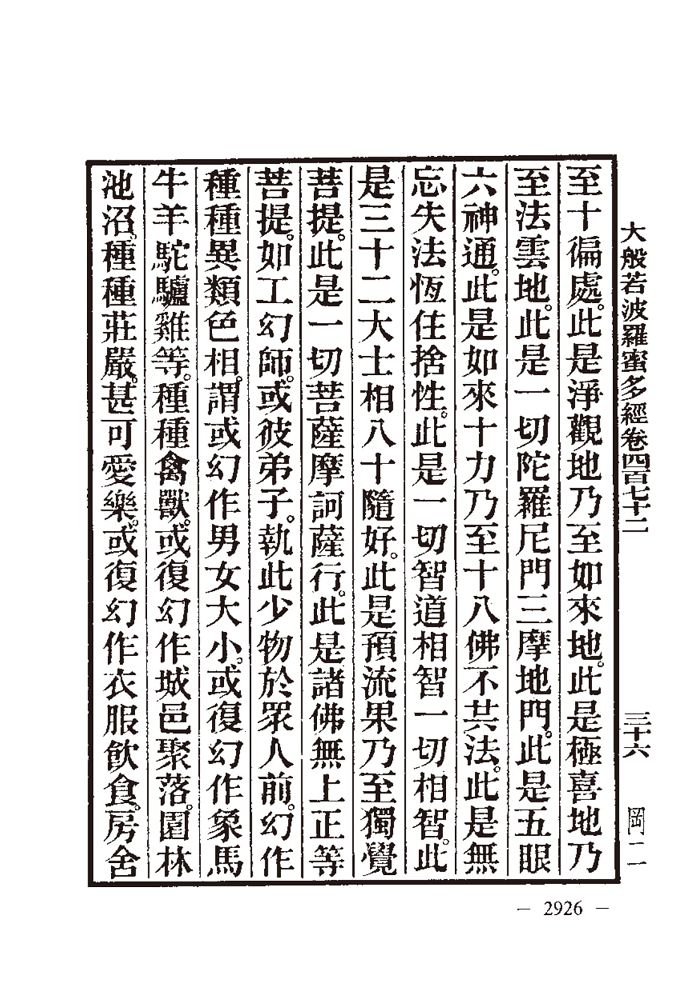 大般若波羅蜜多經卷四百七十二
三十六
岡二
至十徧處。此是淨觀地乃至如來地。此是極喜地乃
至法雲地。此是一切陀羅尼門三摩地門。此是五眼
六神通。此是如來十力乃至十八佛不共法。此是無
忘失法恆住捨性。此是一切智道相智一切相智。此
是三十二大士相八十隨好。此是預流果乃至獨覺
菩提。此是一切菩薩摩訶薩行。此是諸佛無上正等
菩提。如工幻師。或彼弟子。執此少物於眾人前。幻作
種種異類色相。謂或幻作男女大小。或復幻作象馬
牛羊駝驢雞等。種種禽獸。或復幻作城邑聚落。園林
池沼。種種莊嚴。甚可愛樂。或復幻作衣服飲食。房舍
— 2926 —